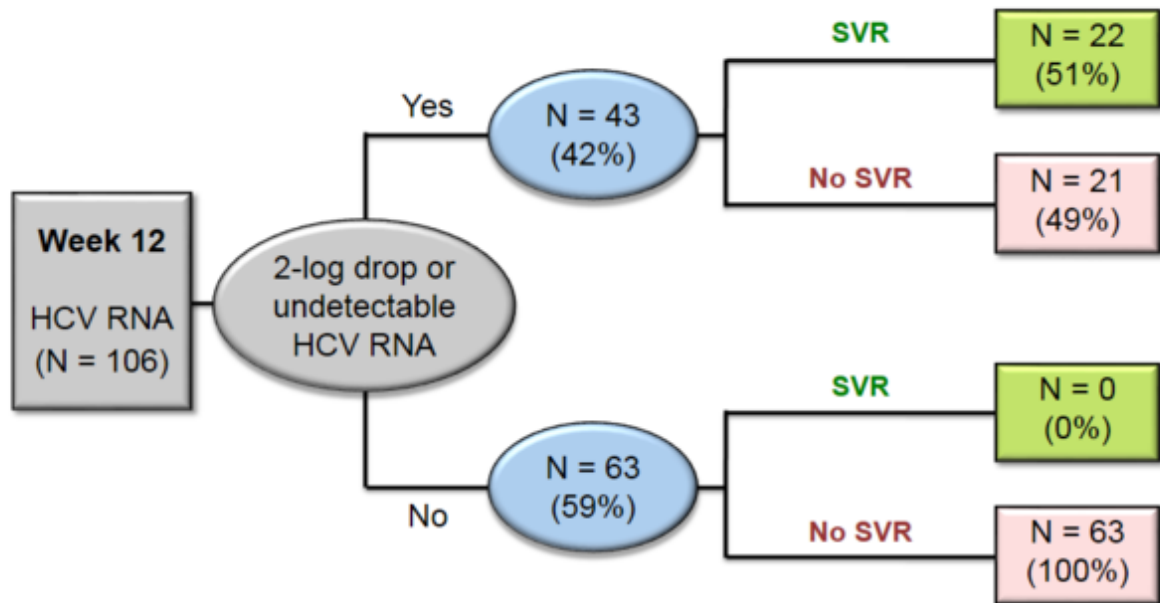 Week 12
HCV RNA
(N = 106)
2-log drop or
undetectable
HCV RNA
Yes
N = 43
(42%)
SVR
N = 22
(51%)
No SVR
N = 21
(49%)
No
N = 63
(59%)
SVR
N = 0
(0%)
No SVR
N = 63
(100%)